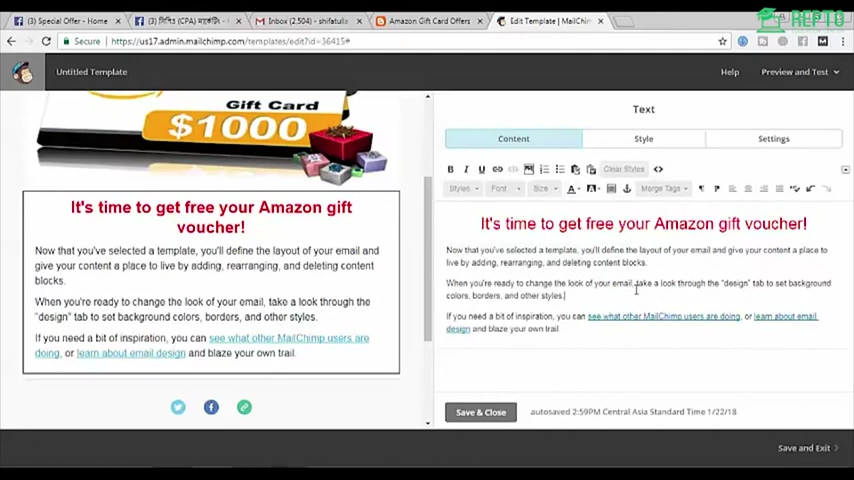 (3) Special Offer - Home
(3) সিপিএ (CPA) মার্কেটিং -
Inbox (2,504) - shifatulla
Amazon Gift Card Offers
Edit Template | MailChimp
REPTO
Secure
https://us17.admin.mailchimp.com/templates/edit?id=36415#
Untitled Template
Help
Preview and Test
Gift Card
$1000
It's time to get free your Amazon gift
voucher!
Now that you've selected a template, you'll define the layout of your email and
give your content a place to live by adding, rearranging, and deleting content
blocks.
When you're ready to change the look of your email, take a look through the
"design" tab to set background colors, borders, and other styles.
If you need a bit of inspiration, you can see what other MailChimp users are
doing, or learn about email design and blaze your own trail.
Text
Content
Style
Settings
B I U
Clear Styles
Styles
Font
Size
A
A
Merge Tags
It's time to get free your Amazon gift voucher!
Now that you've selected a template, you'll define the layout of your email and give your content a place to
live by adding, rearranging, and deleting content blocks.
When you're ready to change the look of your email, take a look through the "design" tab to set background
colors, borders, and other styles.
If you need a bit of inspiration, you can see what other MailChimp users are doing, or learn about email
design and blaze your own trail.
Save & Close
autosaved 2:59PM Central Asia Standard Time 1/22/18
Save and Exit